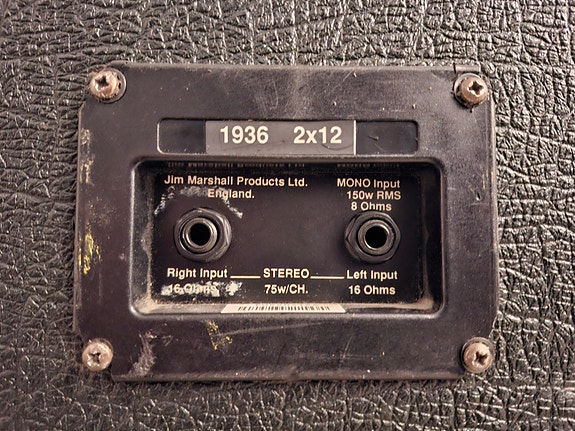 1936 2x12
Jim Marshall Products Ltd.
England.
MONO Input
150w RMS
8 Ohms
Right Input STEREO Left Input
16 Ohms 75w/CH. 16 Ohms